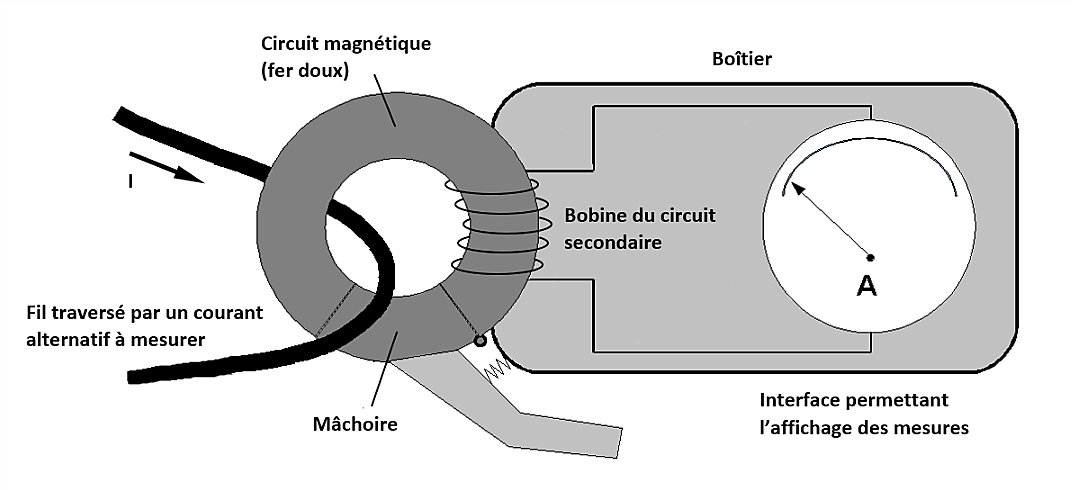 Circuit magnétique
(fer doux)
Boîtier
I
Bobine du circuit
secondaire
A
Fil traversé par un courant
alternatif à mesurer
Mâchoire
Interface permettant
l’affichage des mesures